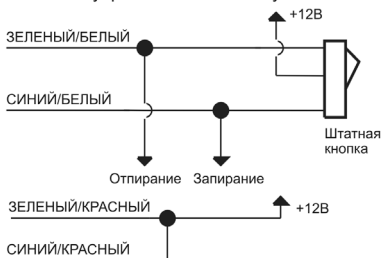 +12В
ЗЕЛЕНЫЙ/БЕЛЫЙ
СИНИЙ/БЕЛЫЙ
Штатная
кнопка
Отпирание Запирание
ЗЕЛЕНЫЙ/КРАСНЫЙ
+12В
СИНИЙ/КРАСНЫЙ